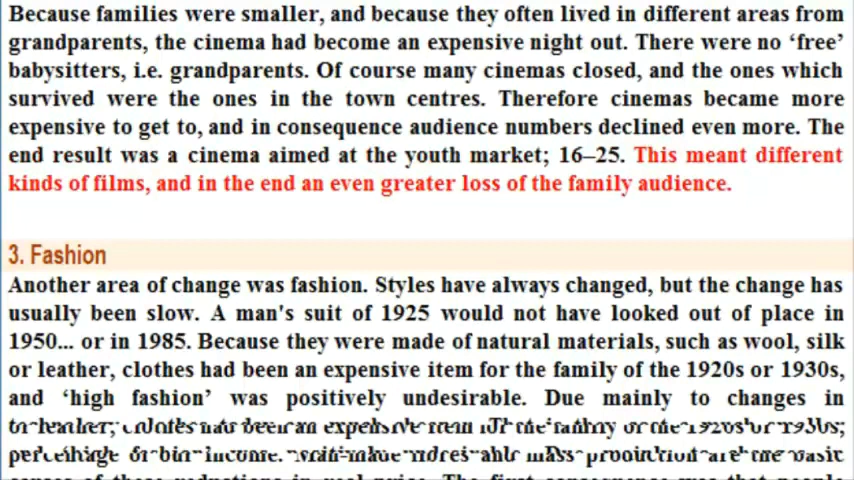 Because families were smaller, and because they often lived in different areas from
grandparents, the cinema had become an expensive night out. There were no ‘free’
babysitters, i.e. grandparents. Of course many cinemas closed, and the ones which
survived were the ones in the town centres. Therefore cinemas became more
expensive to get to, and in consequence audience numbers declined even more. The
end result was a cinema aimed at the youth market; 16–25. This meant different
kinds of films, and in the end an even greater loss of the family audience.
3. Fashion
Another area of change was fashion. Styles have always changed, but the change has
usually been slow. A man's suit of 1925 would not have looked out of place in
1950... or in 1985. Because they were made of natural materials, such as wool, silk
or leather, clothes had been an expensive item for the family of the 1920s or 1930s,
and ‘high fashion’ was positively undesirable. Due mainly to changes in